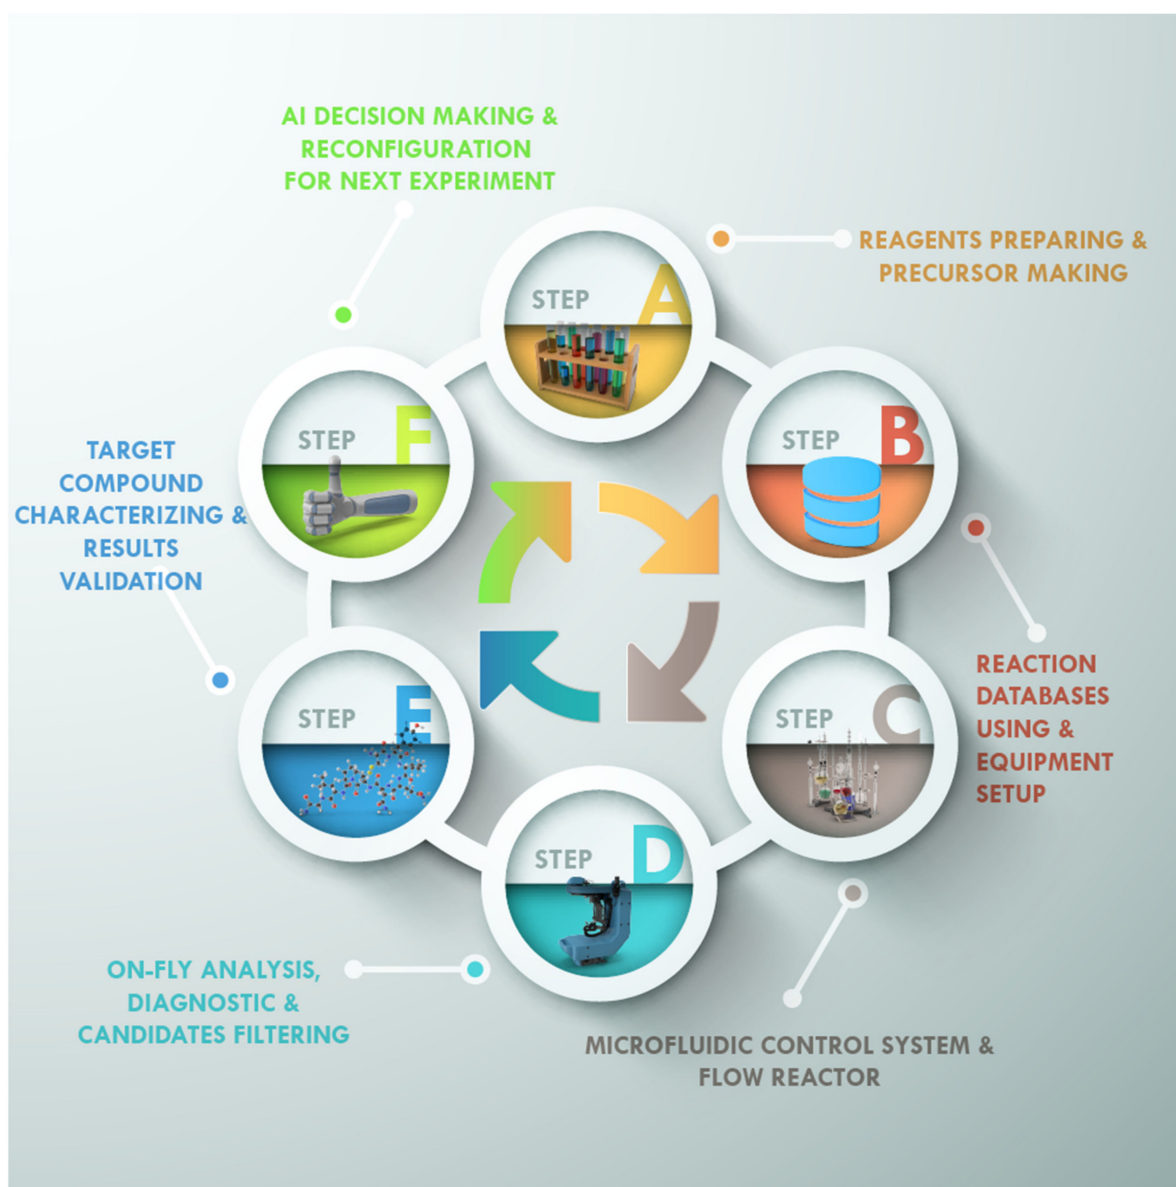 AI DECISION MAKING &
RECONFIGURATION
FOR NEXT EXPERIMENT
REAGENTS PREPARING &
PRECURSOR MAKING
STEP A
STEP B
STEP F
TARGET
COMPOUND
CHARACTERIZING &
RESULTS
VALIDATION
REACTION
DATABASES
USING &
EQUIPMENT
SETUP
STEP C
STEP E
STEP D
ON-FLY ANALYSIS,
DIAGNOSTIC &
CANDIDATES FILTERING
MICROFLUIDIC CONTROL SYSTEM &
FLOW REACTOR